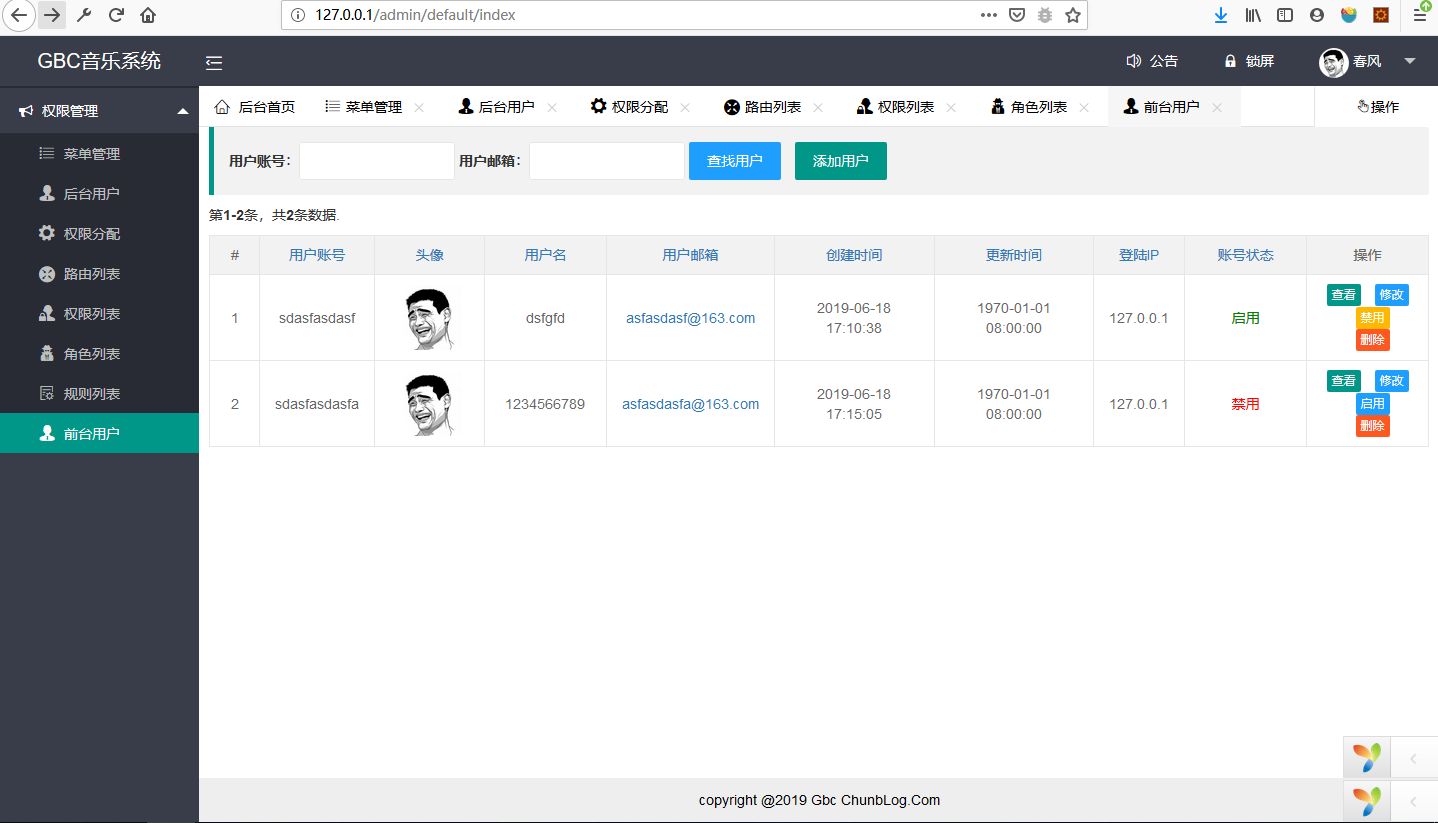 127.0.0.1/admin/default/index
GBC音乐系统
公告
锁屏
春风
权限管理
菜单管理
后台用户
权限分配
路由列表
权限列表
角色列表
规则列表
前台用户
后台首页 菜单管理 后台用户 权限分配 路由列表 权限列表 角色列表 前台用户 操作
用户账号: 用户邮箱: 查找用户 添加用户
第1-2条，共2条数据.
# 用户账号 头像 用户名 用户邮箱 创建时间 更新时间 登陆IP 账号状态 操作
1 sdasfasdasf dsfgfd asfasdasf@163.com 2019-06-18 17:10:38 1970-01-01 08:00:00 127.0.0.1 启用 查看 修改 禁用 删除
2 sdasfasdasfa 1234566789 asfasdasfa@163.com 2019-06-18 17:15:05 1970-01-01 08:00:00 127.0.0.1 禁用 查看 修改 启用 删除
copyright @2019 Gbc ChunbLog.Com